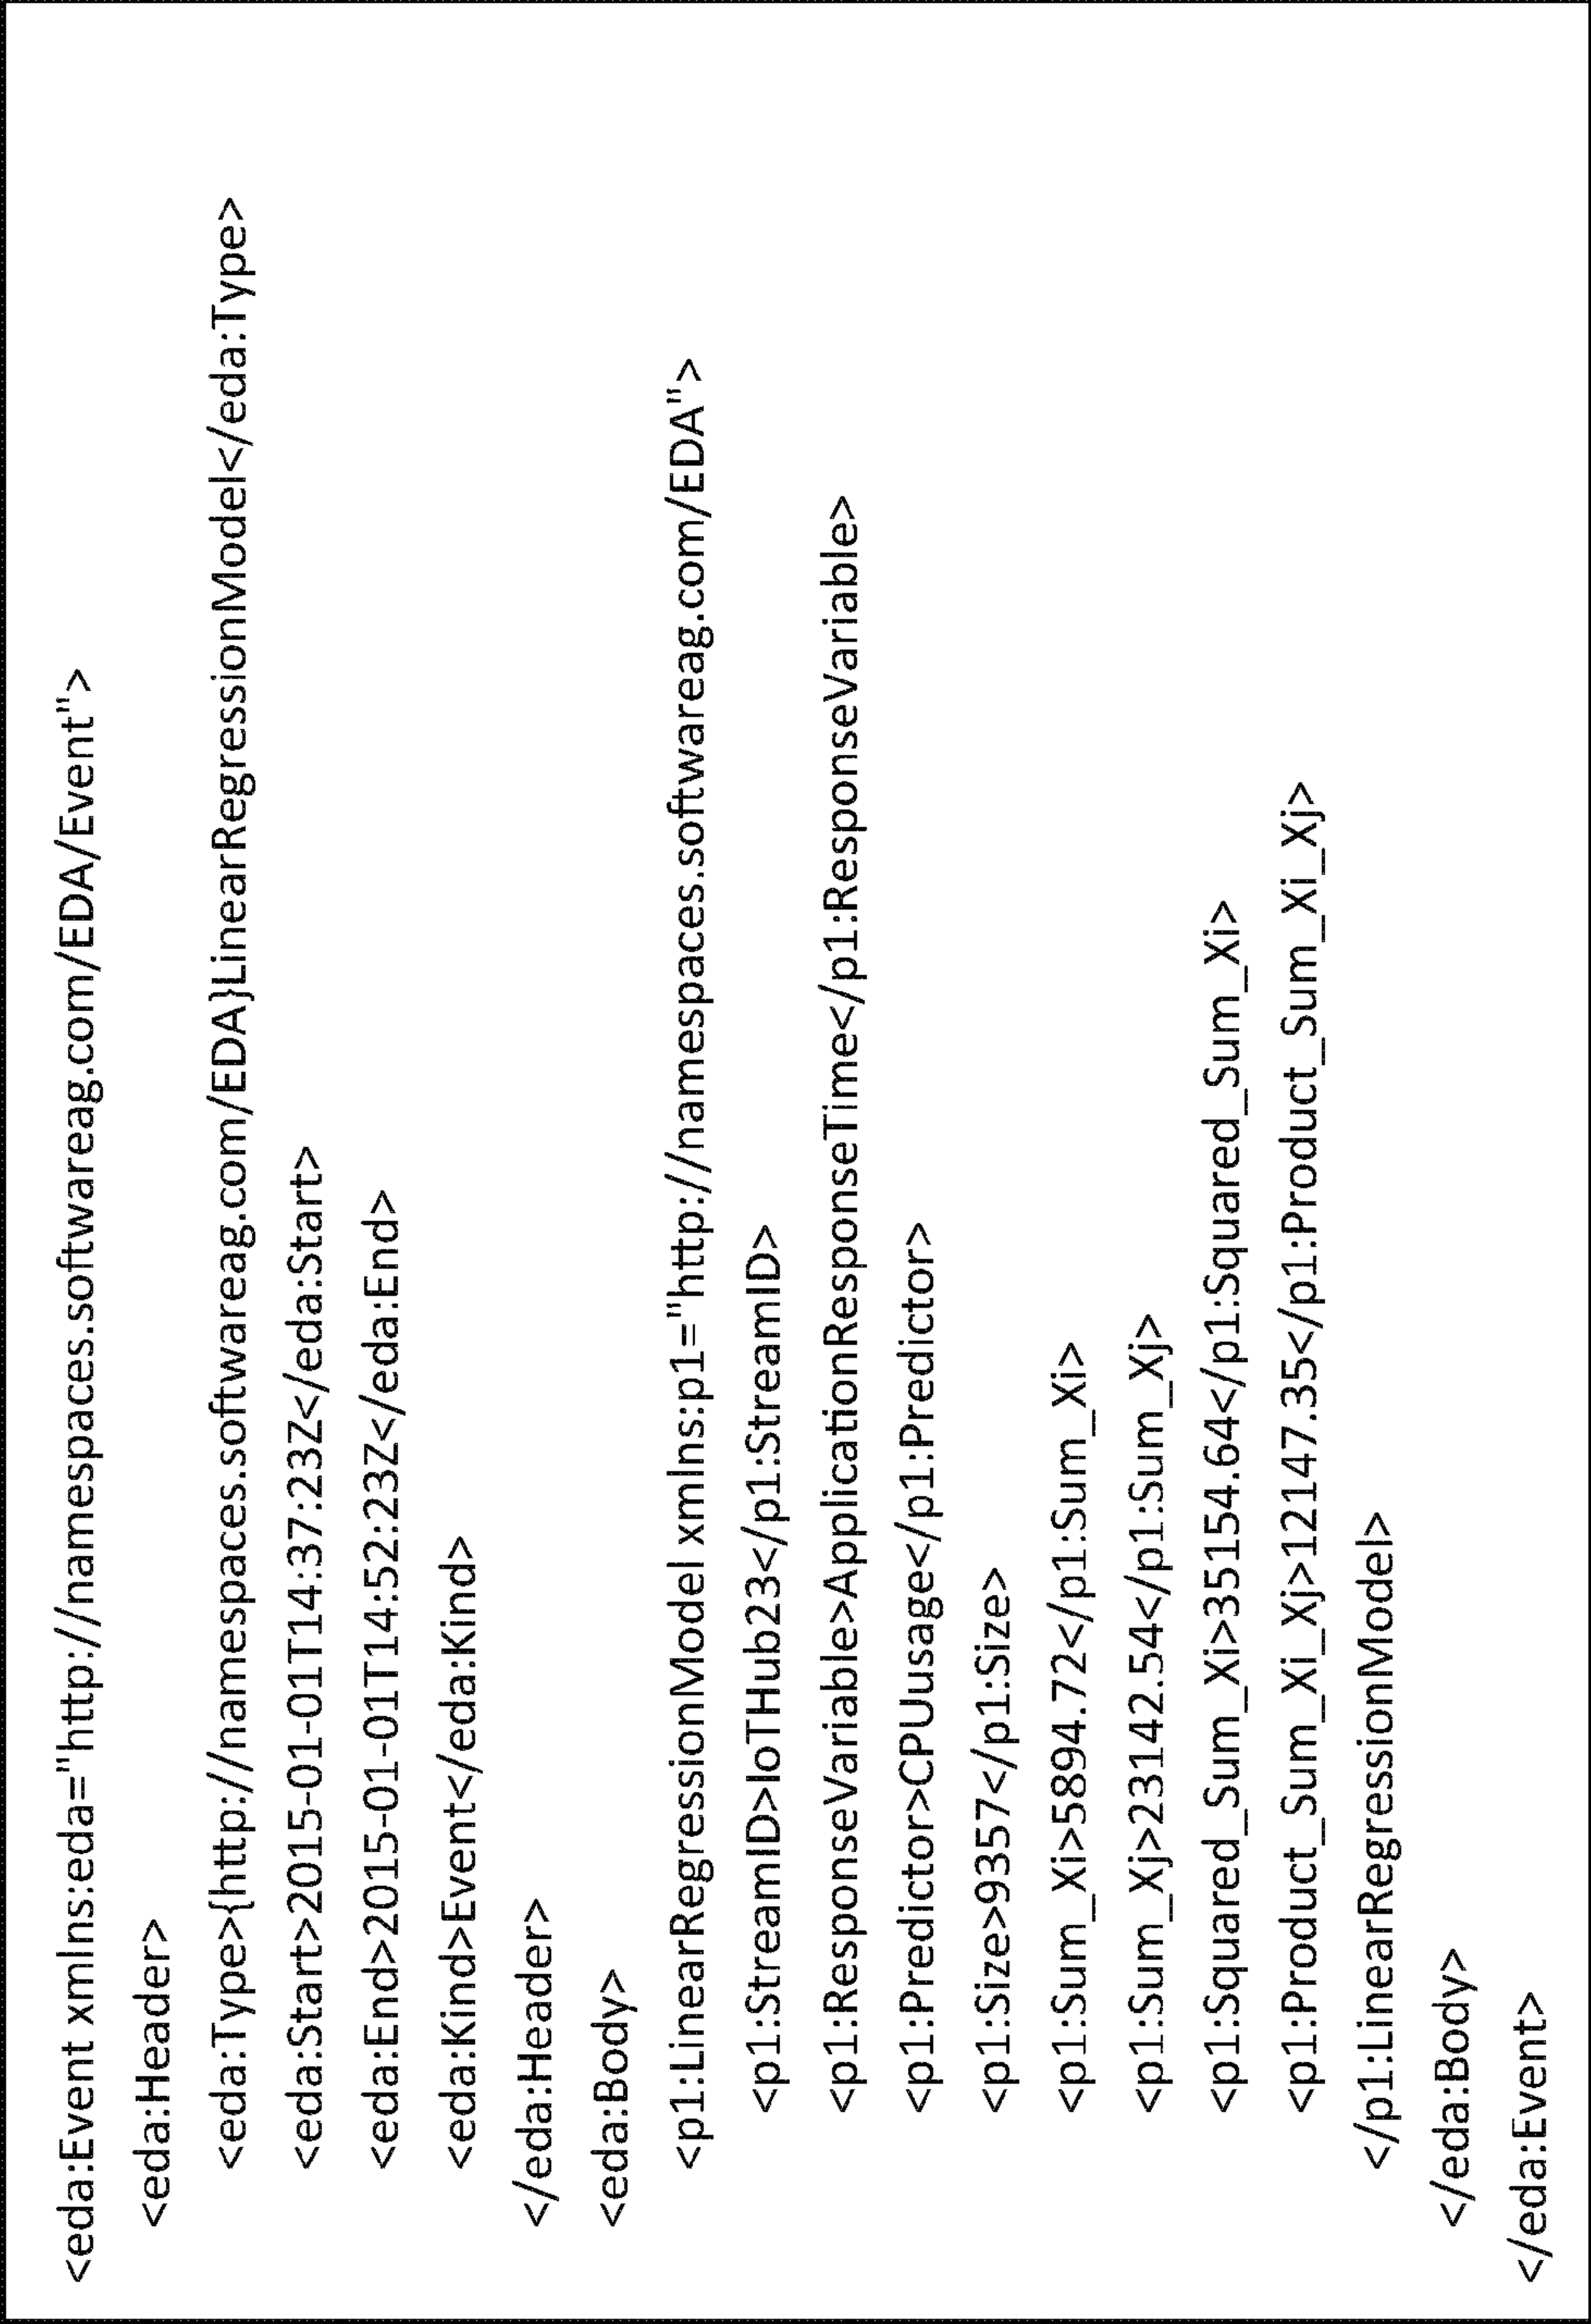 <eda:Event xmlns:eda="http://namespaces.softwareag.com/EDA/Event">
<eda:Header>
<eda:Type>{http://namespaces.softwareag.com/EDA}LinearRegressionModel</eda:Type>
<eda:Start>2015-01-01T14:37:23Z</eda:Start>
<eda:End>2015-01-01T14:52:23Z</eda:End>
<eda:Kind>Event</eda:Kind>
</eda:Header>
<eda:Body>
<p1:LinearRegressionModel xmlns:p1="http://namespaces.softwareag.com/EDA">
<p1:StreamID>IoTHub23</p1:StreamID>
<p1:ResponseVariable>ApplicationResponseTime</p1:ResponseVariable>
<p1:Predictor>CPUusage</p1:Predictor>
<p1:Size>9357</p1:Size>
<p1:Sum_Xi>5894.72</p1:Sum_Xi>
<p1:Sum_Xj>23142.54</p1:Sum_Xj>
<p1:Squared_Sum_Xi>35154.64</p1:Squared_Sum_Xi>
<p1:Product_Sum_Xi_Xj>12147.35</p1:Product_Sum_Xi_Xj>
</p1:LinearRegressionModel>
</eda:Body>
</eda:Event>